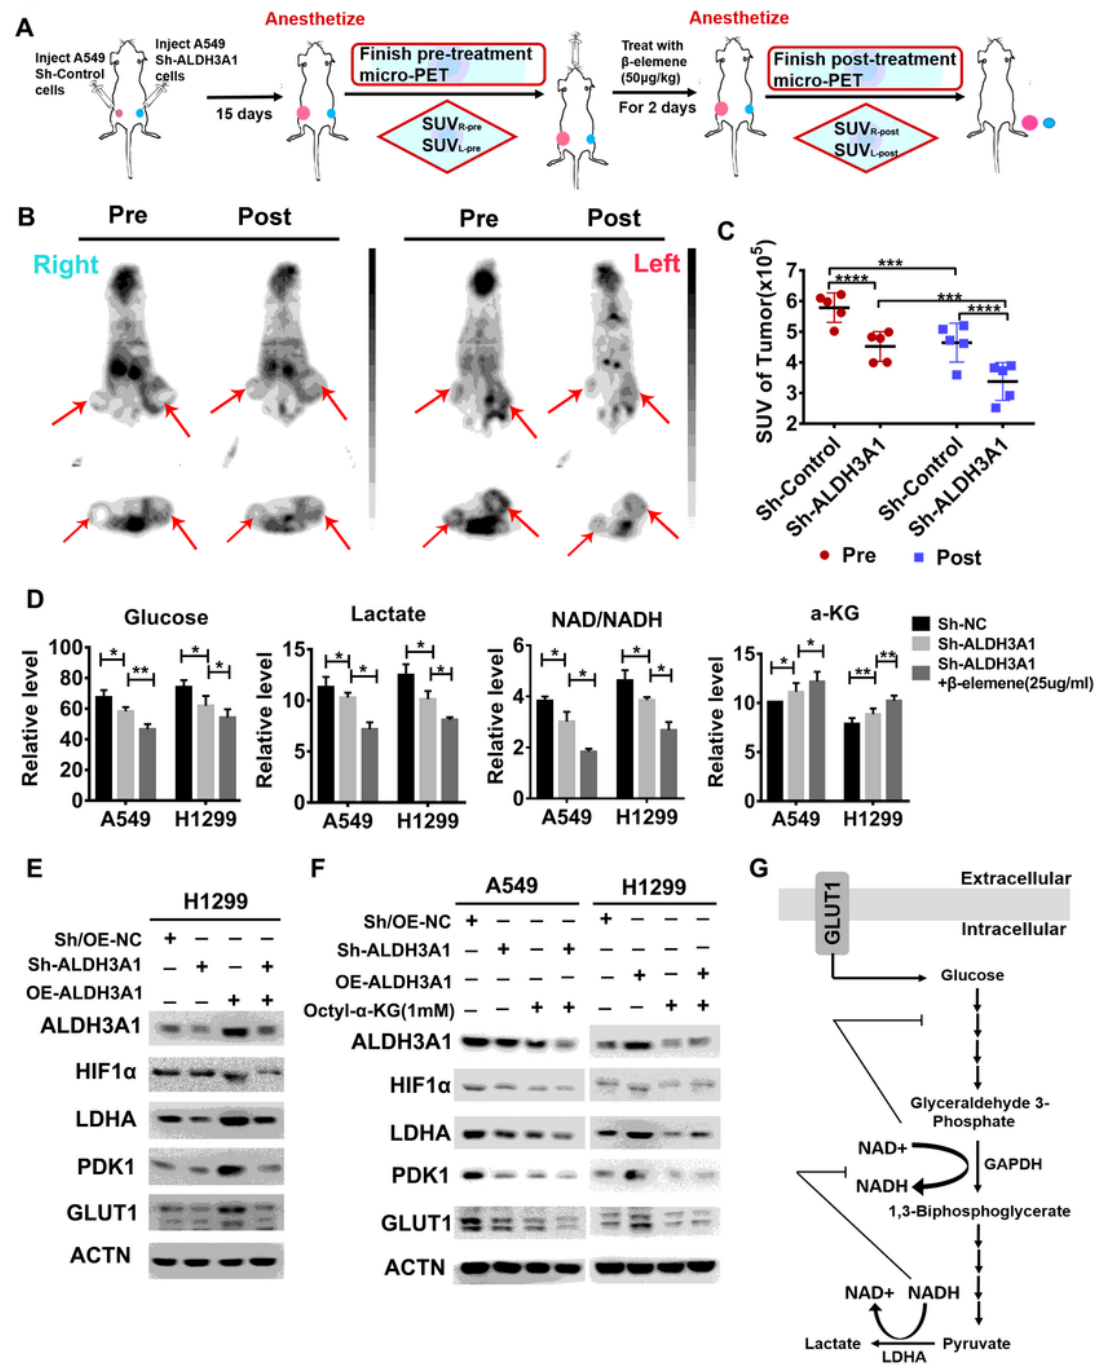 A
Anesthetize
Anesthetize
Inject A549
Sh-Control
cells
Inject A549
Sh-ALDH3A1
cells
15 days
Finish pre-treatment
micro-PET
SUVR-pre
SUVL-pre
Treat with
β-elemene
(50μg/kg)
For 2 days
Finish post-treatment
micro-PET
SUVR-post
SUVL-post
B
Pre
Post
Pre
Post
Right
Left
C
SUV of Tumor(x10⁵)
7
6
5
4
3
2
***
****
***
****
Sh-Control
Sh-ALDH3A1
Sh-Control
Sh-ALDH3A1
Pre
Post
D
Glucose
Relative level
100
80
60
40
20
0
*
**
*
*
A549
H1299
Lactate
Relative level
15
10
5
0
*
*
*
*
A549
H1299
NAD/NADH
Relative level
6
4
2
0
*
*
*
*
A549
H1299
a-KG
Relative level
15
10
5
0
*
*
**
**
A549
H1299
Sh-NC
Sh-ALDH3A1
Sh-ALDH3A1
+β-elemene(25ug/ml)
E
H1299
Sh/OE-NC + – – –
Sh-ALDH3A1 – + – +
OE-ALDH3A1 – – + +
ALDH3A1
HIF1α
LDHA
PDK1
GLUT1
ACTN
F
A549
H1299
Sh/OE-NC + – – – + – – –
Sh-ALDH3A1 – + – + – – – –
OE-ALDH3A1 – – – – – + – +
Octyl-α-KG(1mM) – – + + – – + +
ALDH3A1
HIF1α
LDHA
PDK1
GLUT1
ACTN
G
GLUT1
Extracellular
Intracellular
Glucose
Glyceraldehyde 3-
Phosphate
NAD+
GAPDH
NADH
1,3-Biphosphoglycerate
NAD+ NADH
Lactate
Pyruvate
LDHA